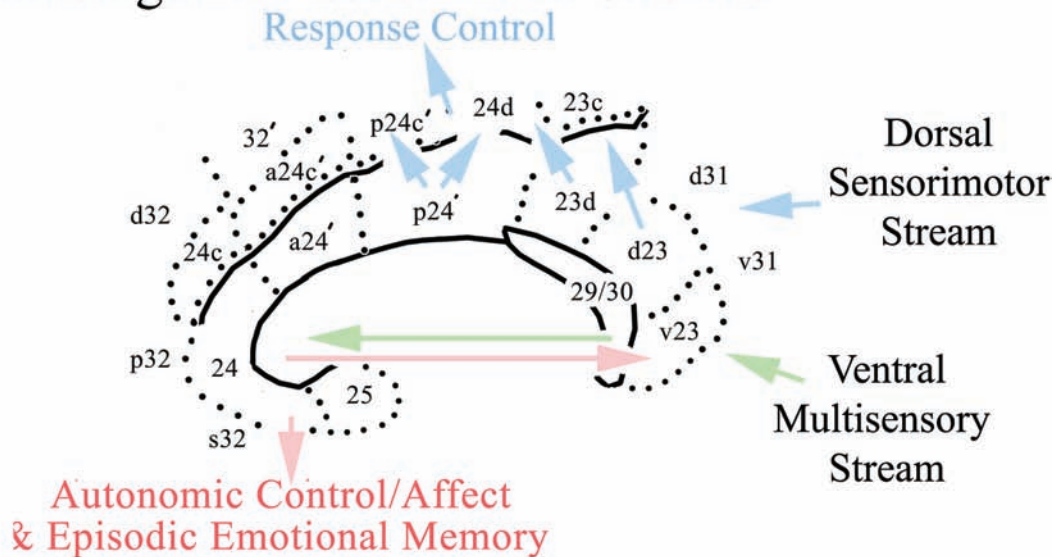 Response Control
24d
23c
p24c′
32′
a24c′
d31
Dorsal
Sensorimotor
Stream
d32
24c
a24′
p24′
23d
d23
v31
29/30
v23
p32
24
25
s32
Ventral
Multisensory
Stream
Autonomic Control/Affect
& Episodic Emotional Memory